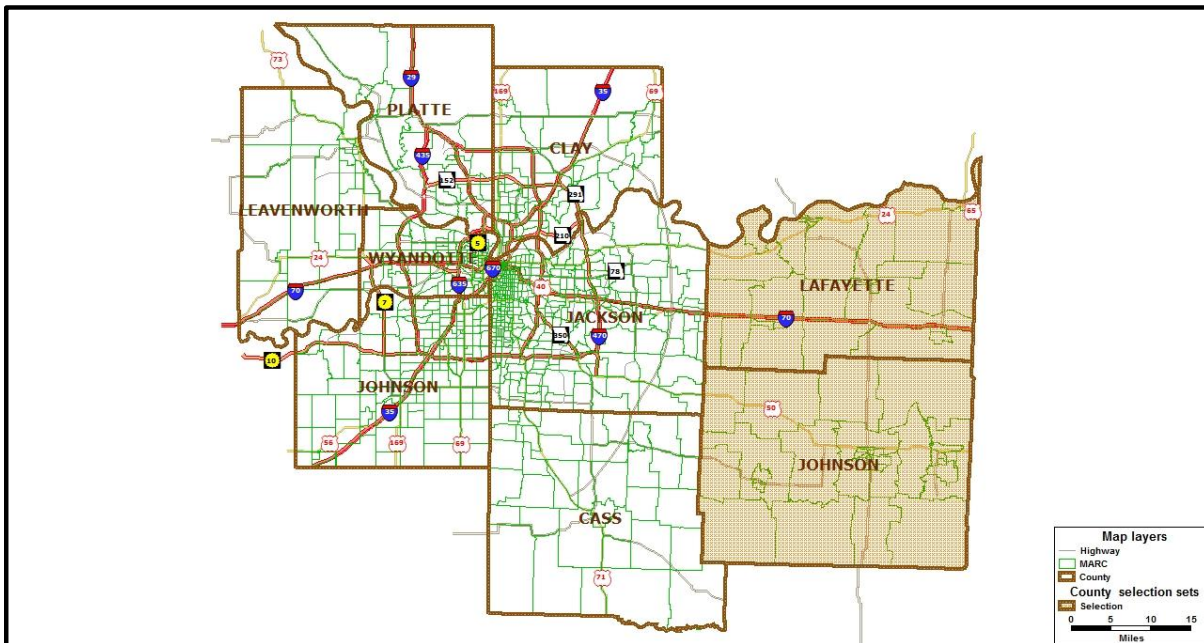 73
29
PLATTE
169
35
69
CLAY
435
152
291
LEAVENWORTH
24
65
5
210
WYANDOTTE
24
670
78
635
40
LAFAYETTE
70
7
JACKSON
70
350
470
10
JOHNSON
35
50
56
169
69
JOHNSON
CASS
71
Map layers
Highway
MARC
County
County selection sets
Selection
0 5 10 15
Miles